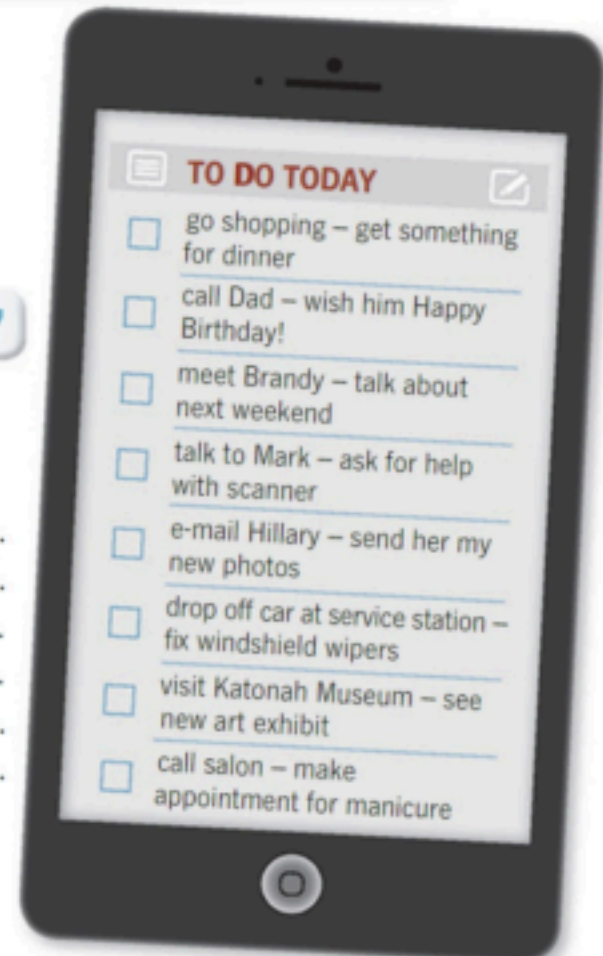 TO DO TODAY
go shopping – get something
for dinner
call Dad – wish him Happy
Birthday!
meet Brandy – talk about
next weekend
talk to Mark – ask for help
with scanner
e-mail Hillary – send her my
new photos
drop off car at service station –
fix windshield wipers
visit Katonah Museum – see
new art exhibit
call salon – make
appointment for manicure